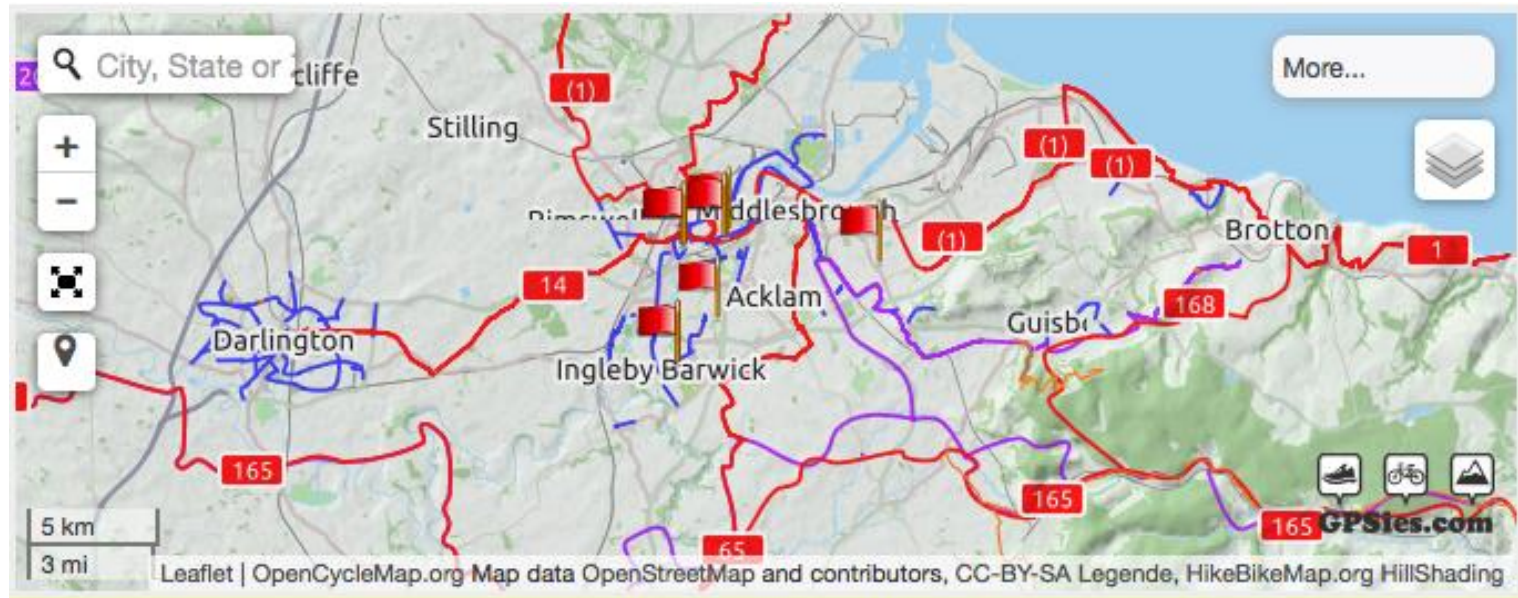 City, State or
cliffe
More...
(1)
+
Stilling
(1)
(1)
−
Middlesbrough
Brotton
(1)
1
14
Acklam
168
Darlington
Ingleby Barwick
165
165
165
GPSies.com
5 km
65
3 mi
Leaflet | OpenCycleMap.org Map data OpenStreetMap and contributors, CC-BY-SA Legende, HikeBikeMap.org HillShading